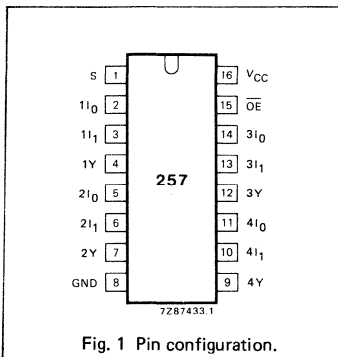 S 1 16 VCC
1I0 2 15 OE
1I1 3 14 3I0
1Y 4 13 3I1
257
2I0 5 12 3Y
2I1 6 11 4I0
2Y 7 10 4I1
GND 8 9 4Y
7Z87433.1
Fig. 1 Pin configuration.